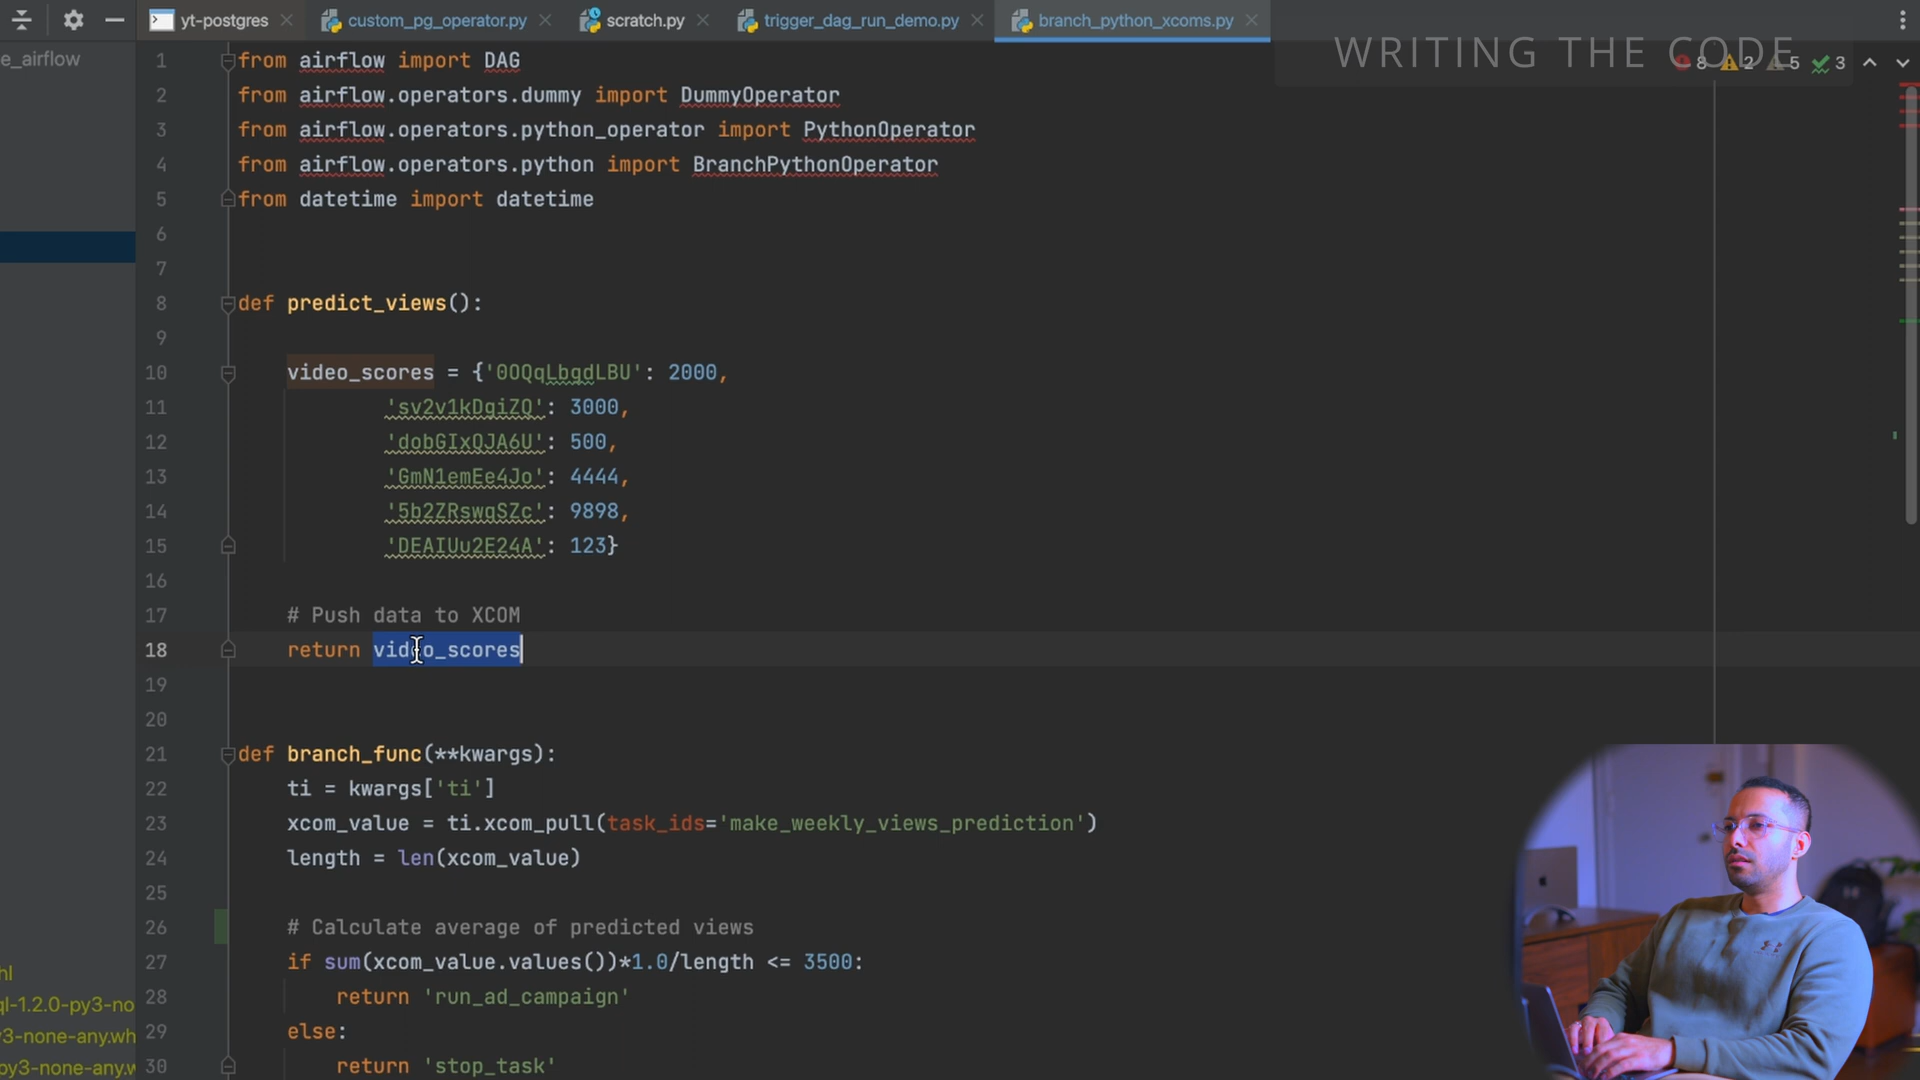 yt-postgres custom_pg_operator.py scratch.py trigger_dag_run_demo.py branch_python_xcoms.py
e_airflow
WRITING THE CODE
8 2 5 3
1 from airflow import DAG
2 from airflow.operators.dummy import DummyOperator
3 from airflow.operators.python_operator import PythonOperator
4 from airflow.operators.python import BranchPythonOperator
5 from datetime import datetime
6
7
8 def predict_views():
9
10 video_scores = {'0OQqLbqdLBU': 2000,
11 'sv2v1kDgiZQ': 3000,
12 'dobGIxQJA6U': 500,
13 'GmN1emEe4Jo': 4444,
14 '5b2ZRswqSZc': 9898,
15 'DEAIUu2E24A': 123}
16
17 # Push data to XCOM
18 return video_scores
19
20
21 def branch_func(**kwargs):
22 ti = kwargs['ti']
23 xcom_value = ti.xcom_pull(task_ids='make_weekly_views_prediction')
24 length = len(xcom_value)
25
26 # Calculate average of predicted views
27 if sum(xcom_value.values())*1.0/length <= 3500:
28 return 'run_ad_campaign'
29 else:
30 return 'stop_task'
hl
ql-1.2.0-py3-no
y3-none-any.wh
py3-none-any.w